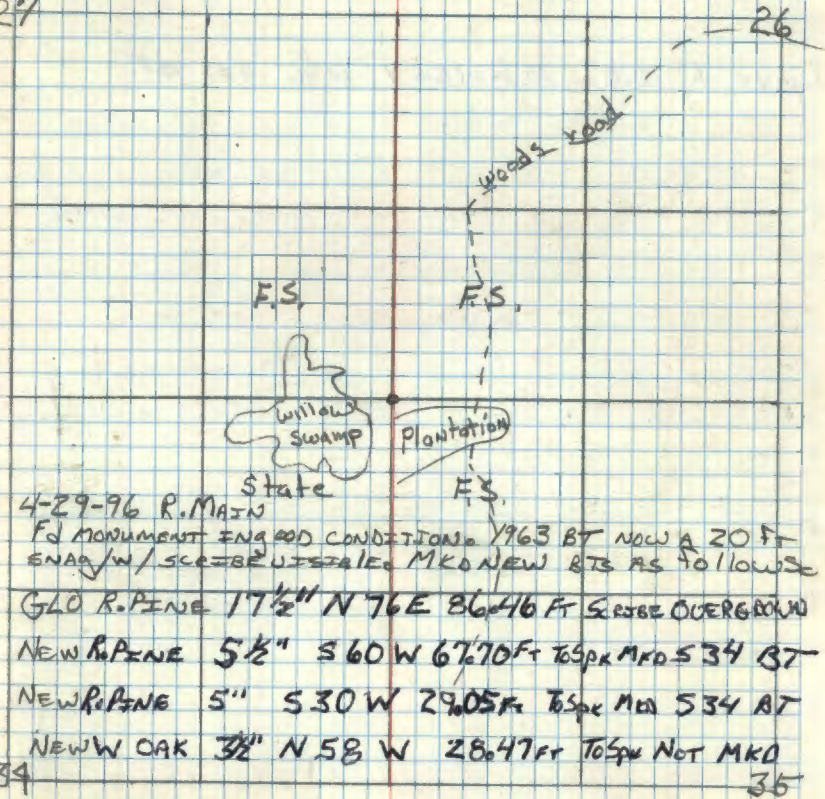 27
26
woods road
F.S.
F.S.
willow
swamp
plantation
State
F.S.
4-29-96 R. MAIN
Fd MONUMENT IN GOOD CONDITION. 1963 BT NOW A 20 Ft
SNAG/W/ SCRIBE VISIBLE. MKD NEW BTS AS follows:
GLO R.PINE 17½" N 76 E 86.46 FT SCRIBE OVERGROWN
NEW R.PINE 5½" S 60 W 67.70 FT To Spk MKD S 34 BT
NEW R.PINE 5" S 30 W 29.05 Ft To Spk MKD S 34 BT
NEW W OAK 3½" N 58 W 28.47 FT To Spk NOT MKD
34
35